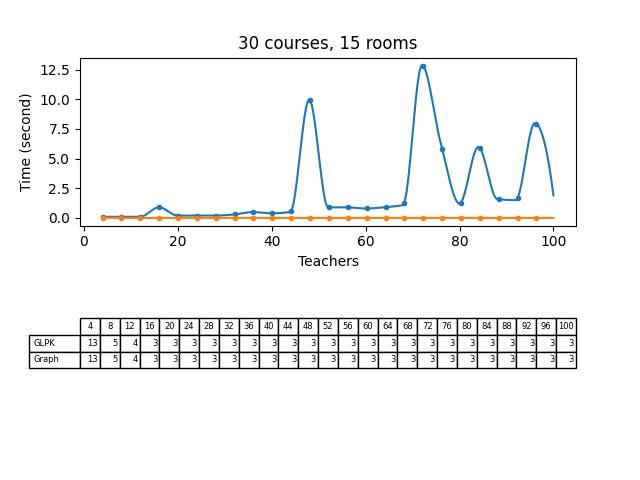 30 courses, 15 rooms
12.5
10.0
7.5
5.0
2.5
0.0
Time (second)
0 20 40 60 80 100
Teachers
4 8 12 16 20 24 28 32 36 40 44 48 52 56 60 64 68 72 76 80 84 88 92 96 100
GLPK 13 5 4 3 3 3 3 3 3 3 3 3 3 3 3 3 3 3 3 3 3 3 3 3 3
Graph 13 5 4 3 3 3 3 3 3 3 3 3 3 3 3 3 3 3 3 3 3 3 3 3 3